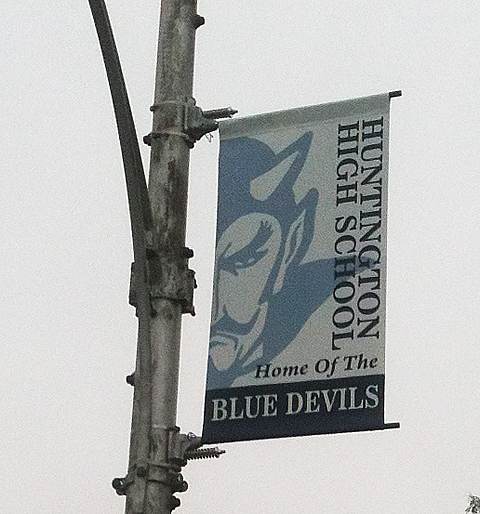 HUNTINGTON
HIGH SCHOOL
Home Of The
BLUE DEVILS